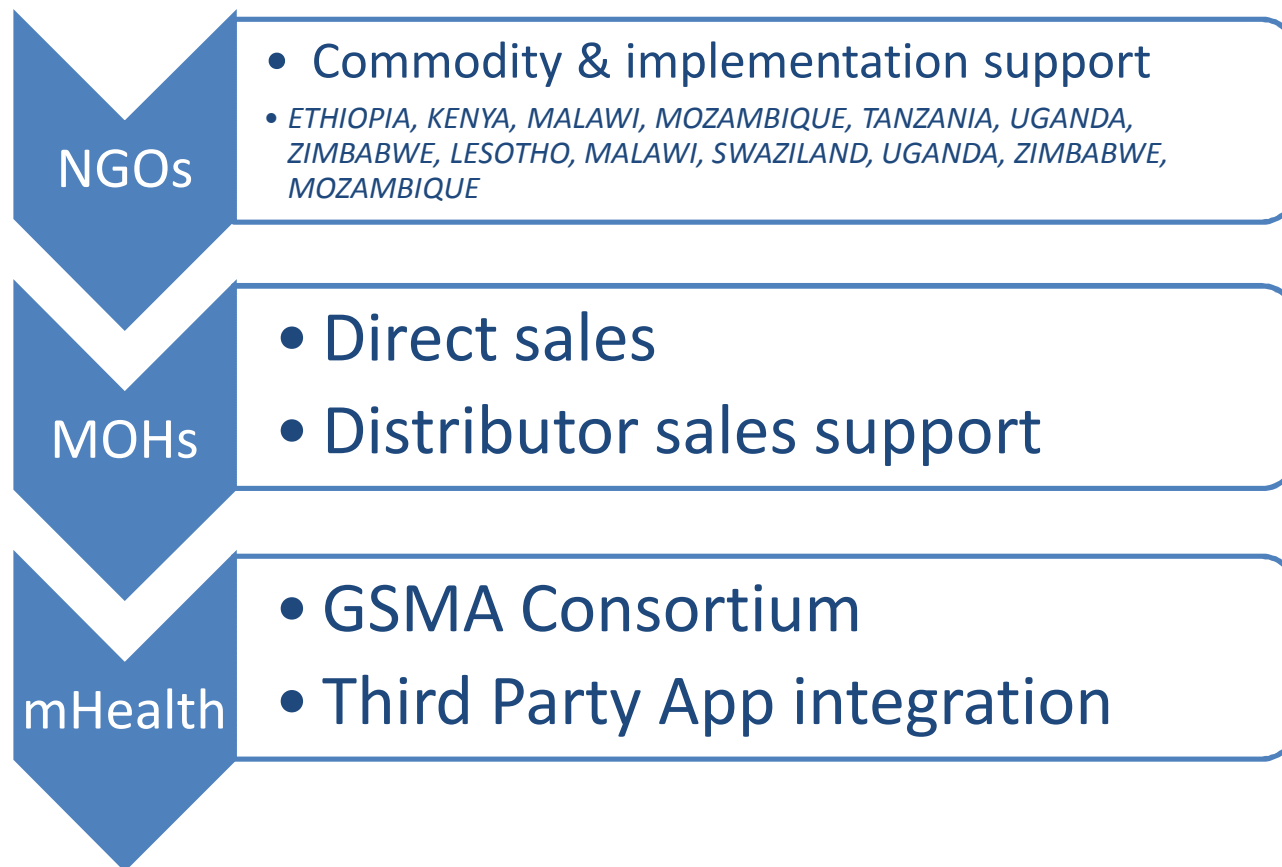 NGOs
• Commodity & implementation support
• ETHIOPIA, KENYA, MALAWI, MOZAMBIQUE, TANZANIA, UGANDA,
ZIMBABWE, LESOTHO, MALAWI, SWAZILAND, UGANDA, ZIMBABWE,
MOZAMBIQUE
MOHs
• Direct sales
• Distributor sales support
mHealth
• GSMA Consortium
• Third Party App integration